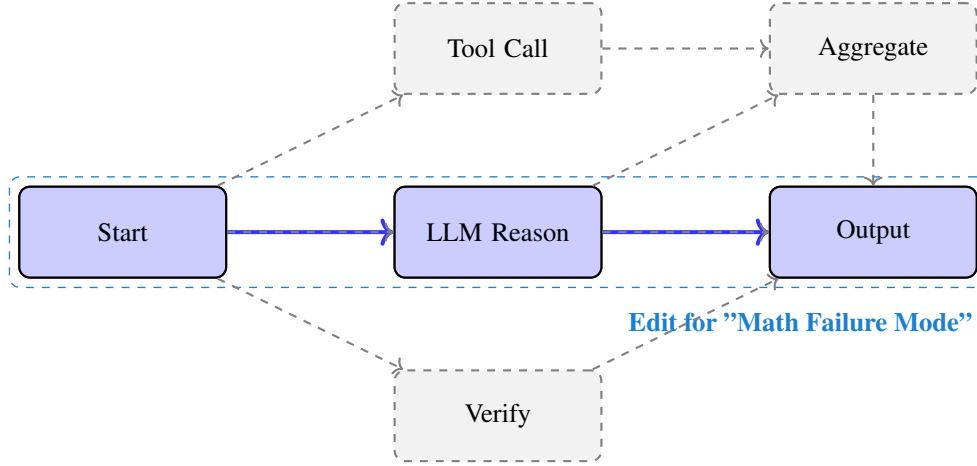 Tool Call
Aggregate
Start
LLM Reason
Output
Edit for ”Math Failure Mode”
Verify